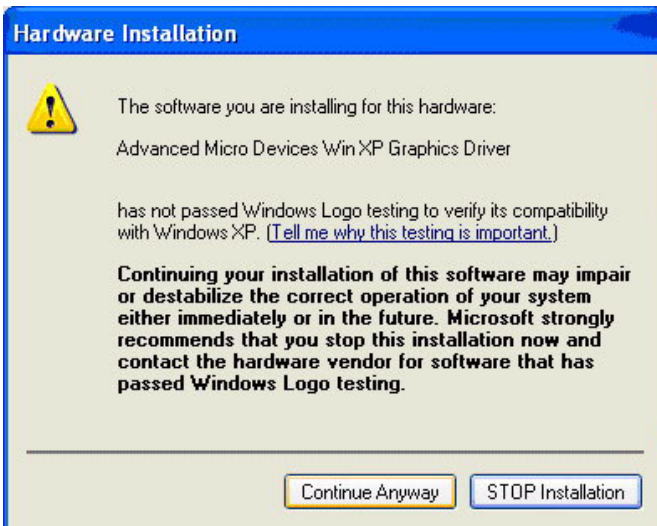 Hardware Installation
The software you are installing for this hardware:
Advanced Micro Devices Win XP Graphics Driver
has not passed Windows Logo testing to verify its compatibility
with Windows XP. (Tell me why this testing is important.)
Continuing your installation of this software may impair
or destabilize the correct operation of your system
either immediately or in the future. Microsoft strongly
recommends that you stop this installation now and
contact the hardware vendor for software that has
passed Windows Logo testing.
Continue Anyway STOP Installation